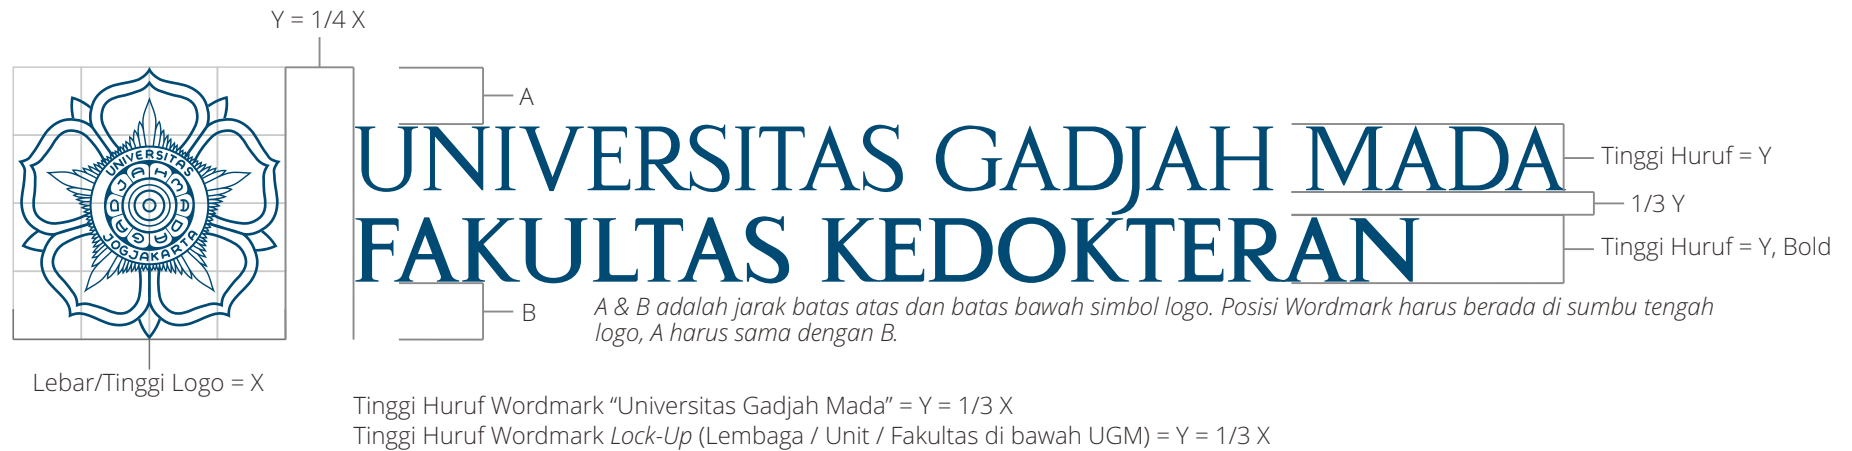 Y = 1/4 X
A
UNIVERSITAS GADJAH MADA
Tinggi Huruf = Y
1/3 Y
FAKULTAS KEDOKTERAN
Tinggi Huruf = Y, Bold
UNIVERSITAS
GADJAH MADA
JOGJAKARTA
B
A & B adalah jarak batas atas dan batas bawah simbol logo. Posisi Wordmark harus berada di sumbu tengah
logo, A harus sama dengan B.
Lebar/Tinggi Logo = X
Tinggi Huruf Wordmark “Universitas Gadjah Mada” = Y = 1/3 X
Tinggi Huruf Wordmark Lock-Up (Lembaga / Unit / Fakultas di bawah UGM) = Y = 1/3 X